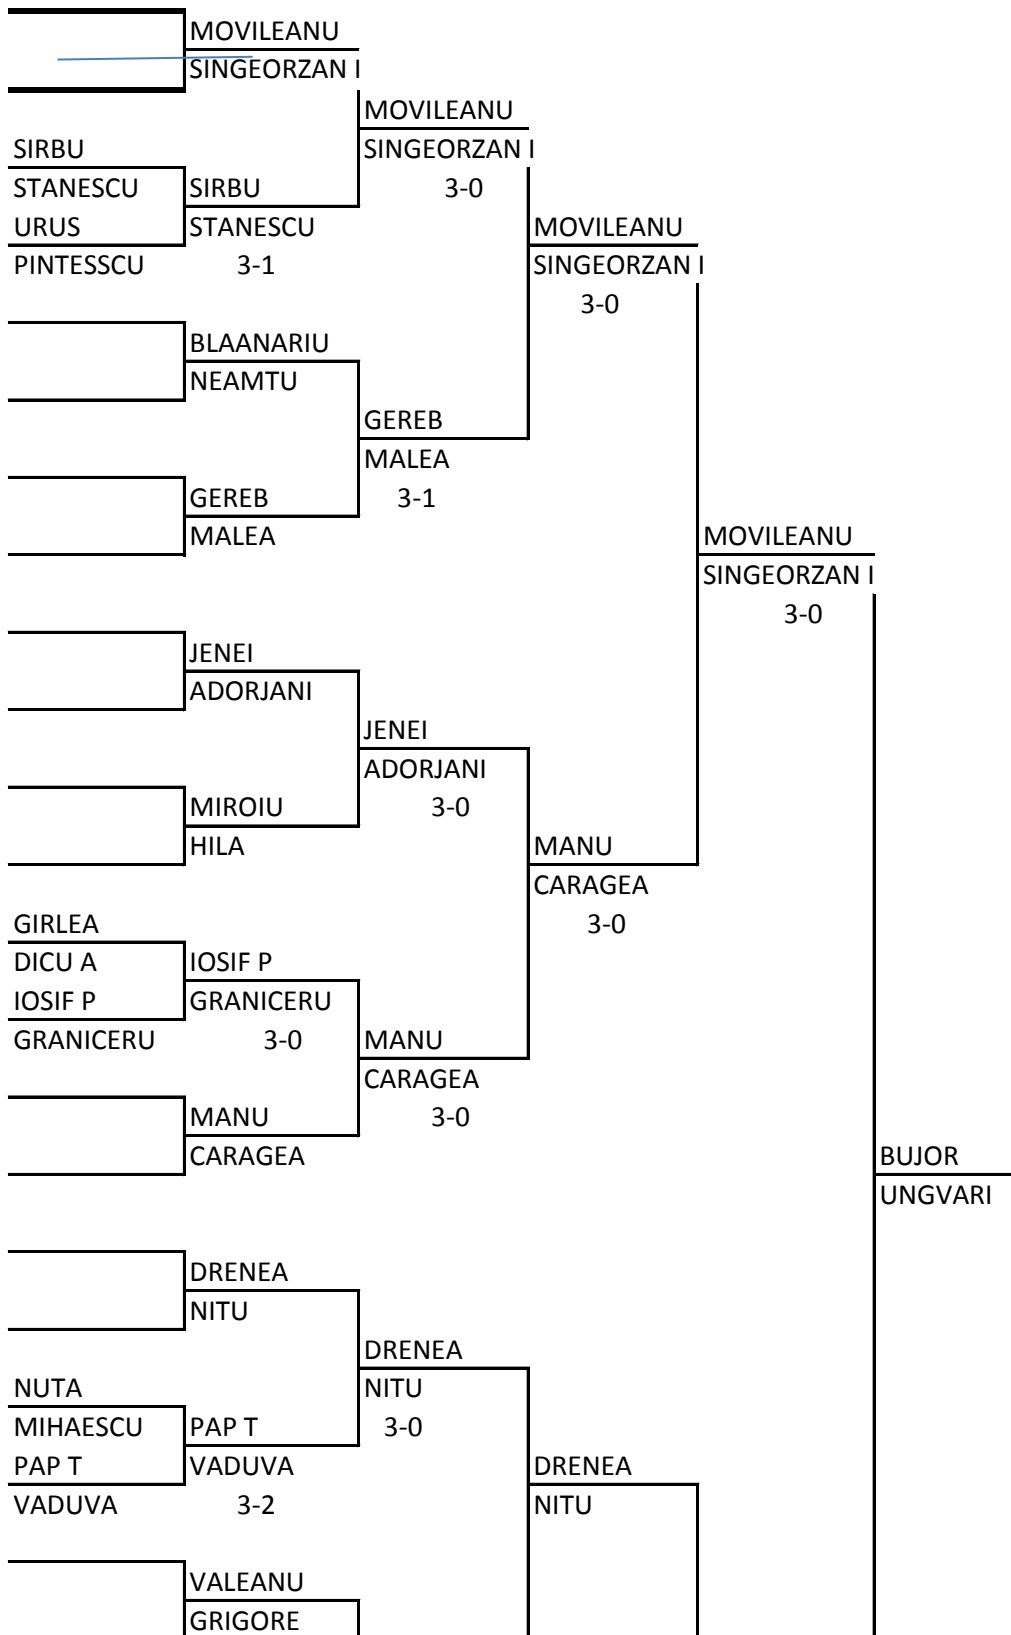 MOVILEANU
SINGEORZAN I
MOVILEANU
SIRBU
SINGEORZAN I
STANESCU
SIRBU
3-0
URUS
STANESCU
MOVILEANU
PINTESSCU
3-1
SINGEORZAN I
3-0
BLAANARIU
NEAMTU
GEREB
MALEA
GEREB
3-1
MALEA
MOVILEANU
SINGEORZAN I
3-0
JENEI
ADORJANI
JENEI
ADORJANI
MIROIU
3-0
HILA
MANU
CARAGEA
GIRLEA
3-0
DICU A
IOSIF P
IOSIF P
GRANICERU
GRANICERU
3-0
MANU
CARAGEA
MANU
3-0
CARAGEA
BUJOR
UNGVARI
DRENEA
NITU
DRENEA
NUTA
NITU
MIHAESCU
PAP T
3-0
PAP T
VADUVA
DRENEA
VADUVA
3-2
NITU
VALEANU
GRIGORE